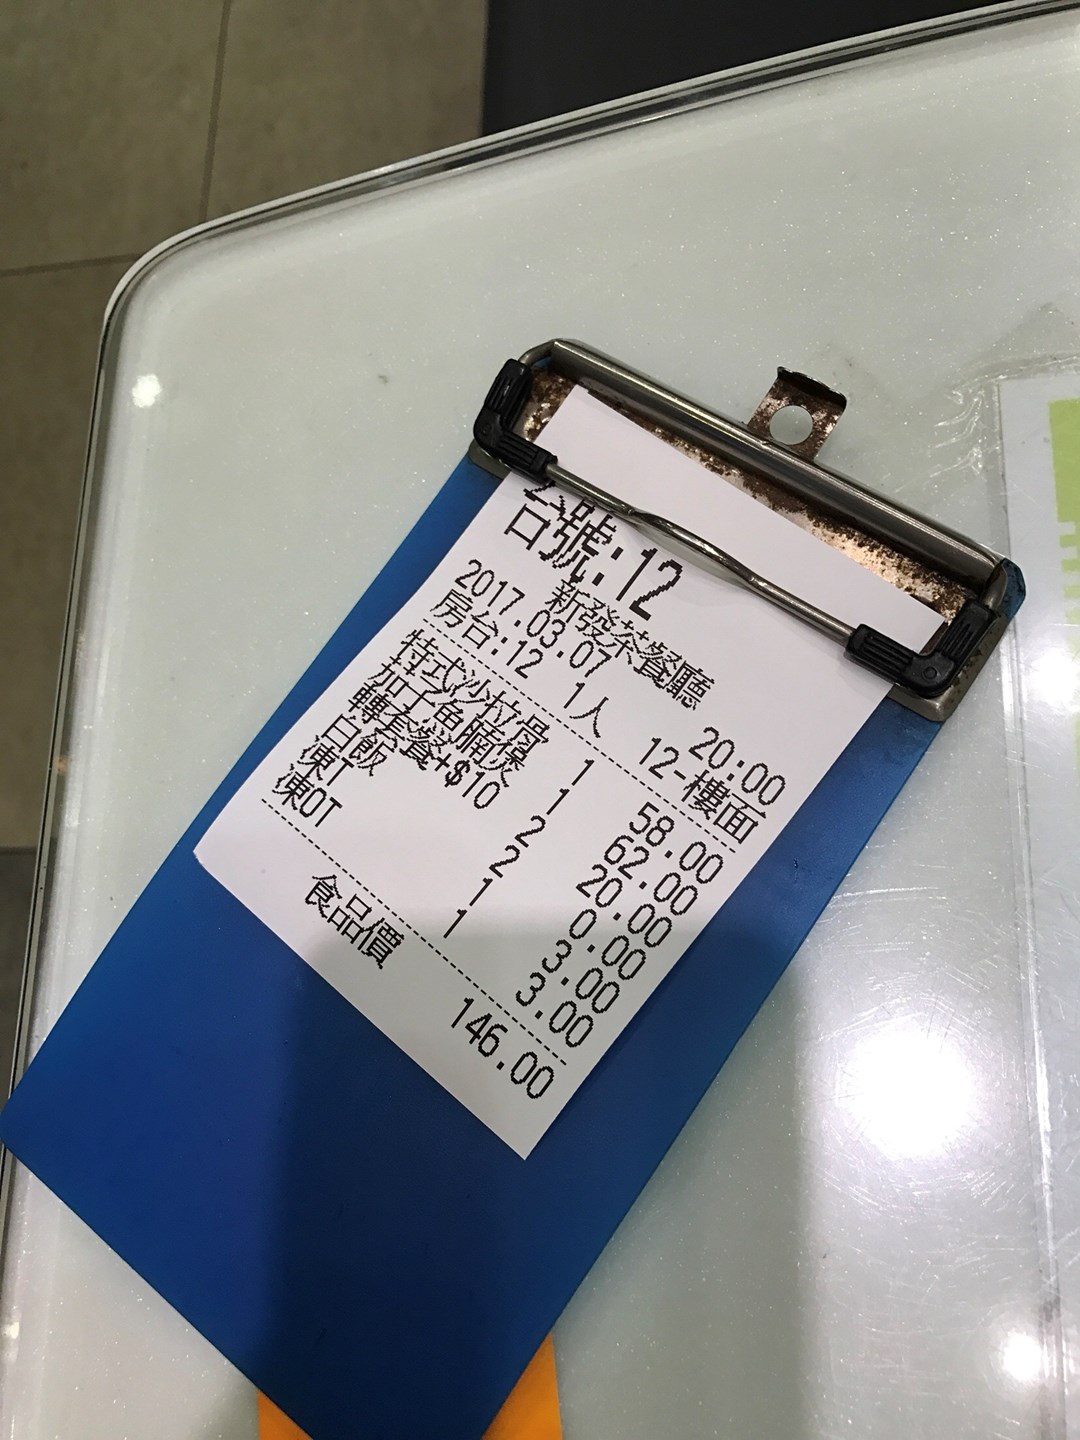 台號:12
新發茶餐廳
2017.03.07 20:00
房台:12 1人 12-樓面
特式沙拉骨 1 58.00
茄子魚腩煲 1 62.00
轉套餐+$10 2 20.00
白飯 2 0.00
凍T 1 3.00
凍OT 1 3.00
食品價 146.00